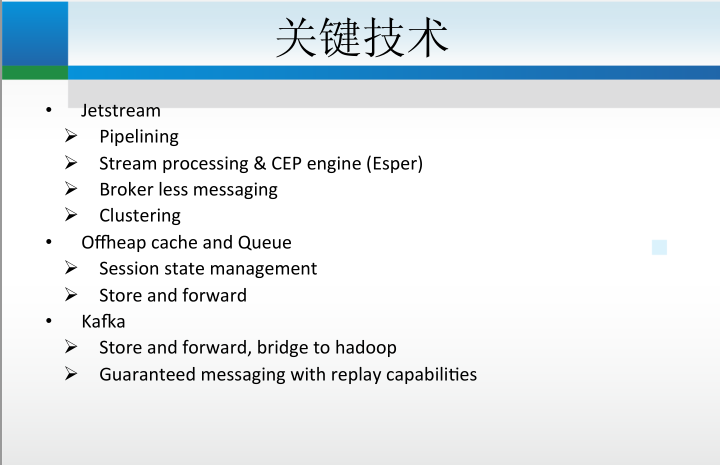 关键技术
• Jetstream
➢ Pipelining
➢ Stream processing & CEP engine (Esper)
➢ Broker less messaging
➢ Clustering
• Offheap cache and Queue
➢ Session state management
➢ Store and forward
• Kafka
➢ Store and forward, bridge to hadoop
➢ Guaranteed messaging with replay capabilities